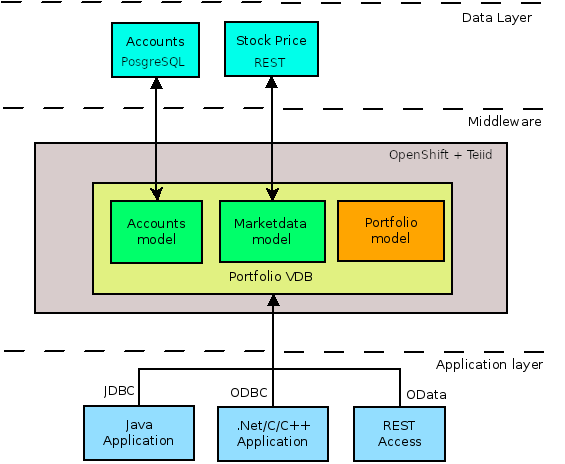 Data Layer
Accounts
PosgreSQL
Stock Price
REST
Middleware
OpenShift + Teiid
Accounts
model
Marketdata
model
Portfolio
model
Portfolio VDB
Application layer
JDBC
ODBC
OData
Java
Application
.Net/C/C++
Application
REST
Access